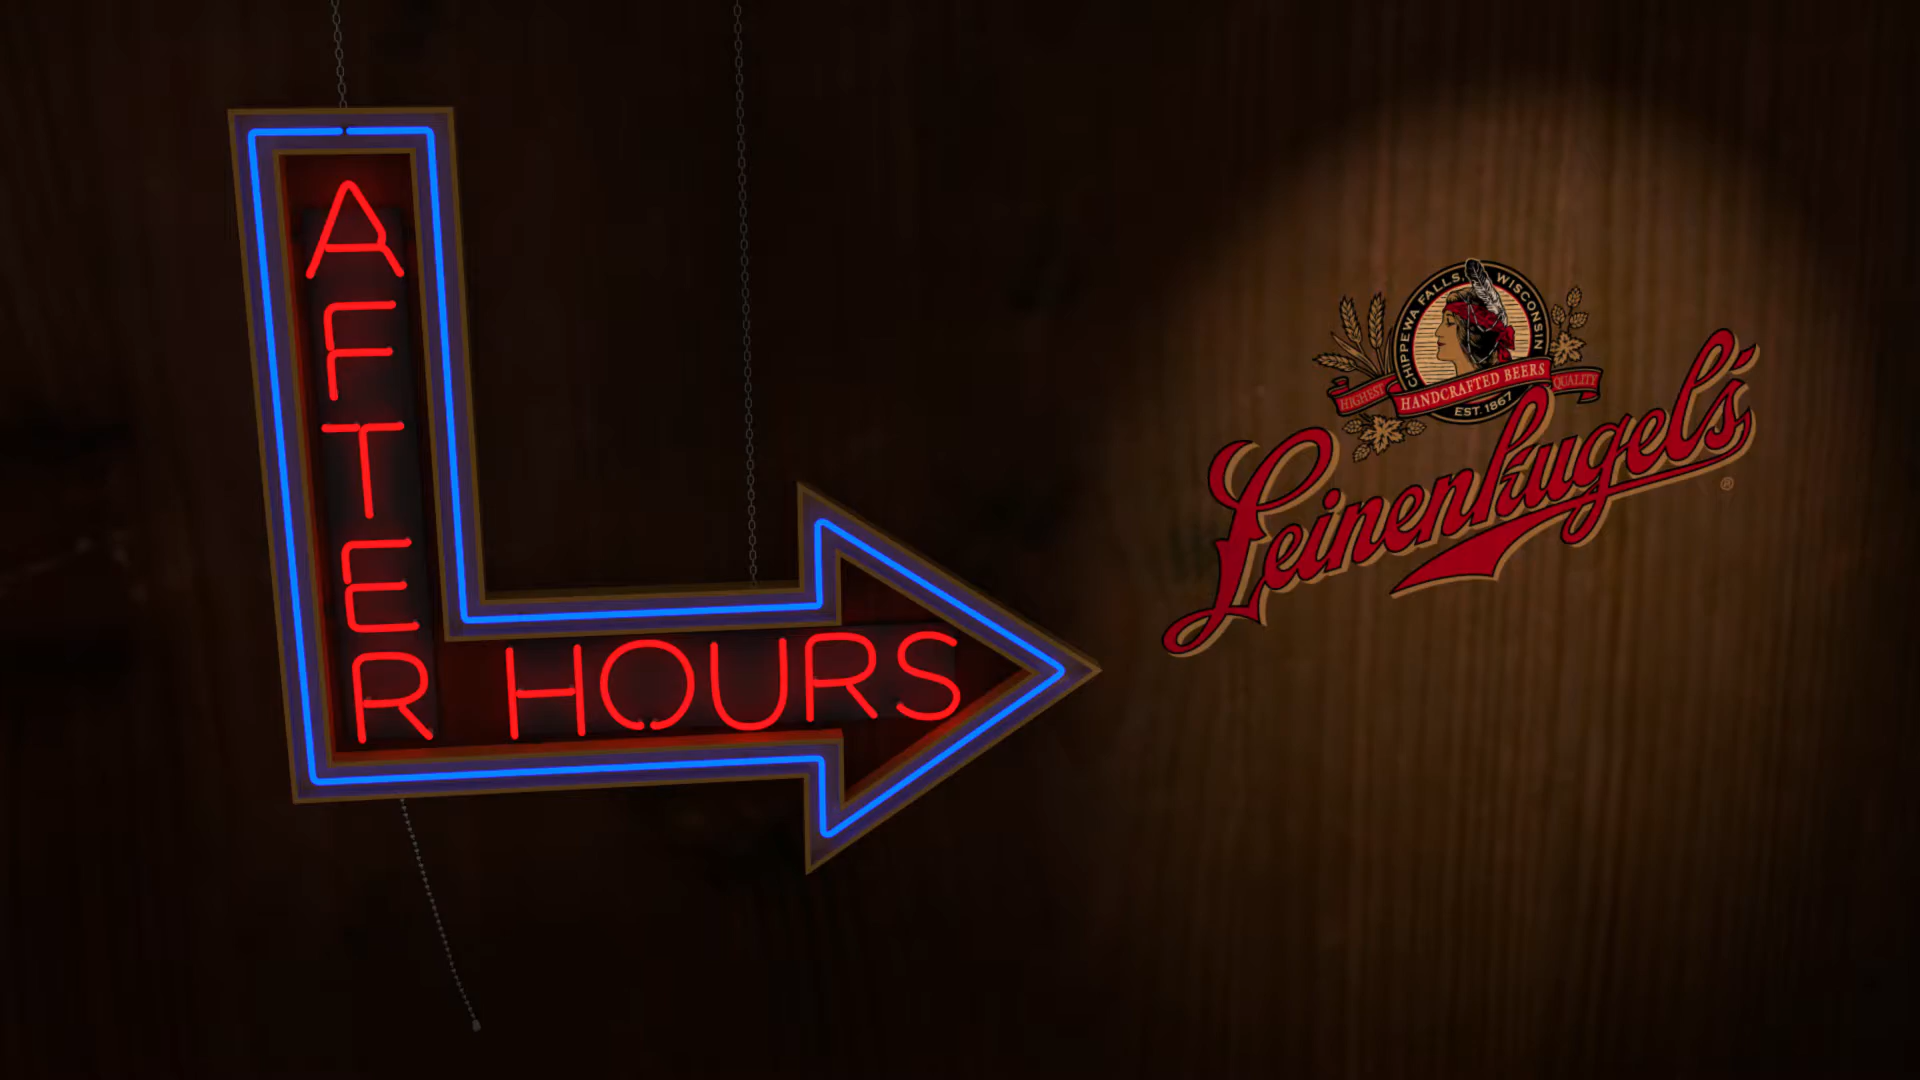 AFTER
HOURS
CHIPPEWA FALLS, WISCONSIN
HIGHEST HANDCRAFTED BEERS QUALITY
EST. 1867
Leinenkugel's
®